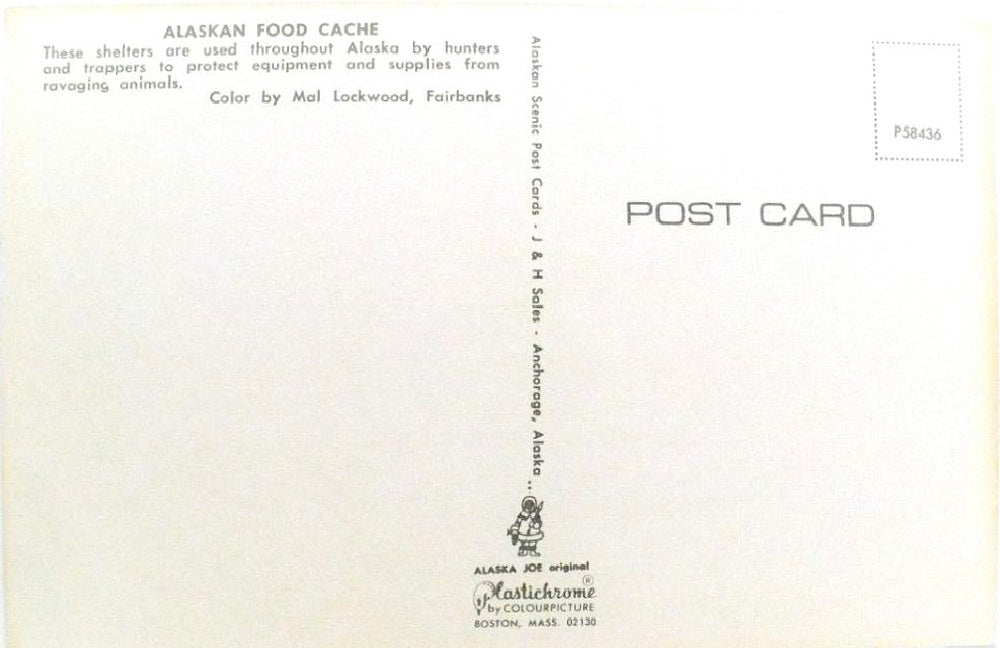 ALASKAN FOOD CACHE
These shelters are used throughout Alaska by hunters
and trappers to protect equipment and supplies from
ravaging animals.
Color by Mal Lockwood, Fairbanks
Alaskan Scenic Post Cards - J & H Sales - Anchorage, Alaska ..
P58436
POST CARD
ALASKA JOE original
Plastichrome ®
by COLOURPICTURE
BOSTON, MASS. 02130